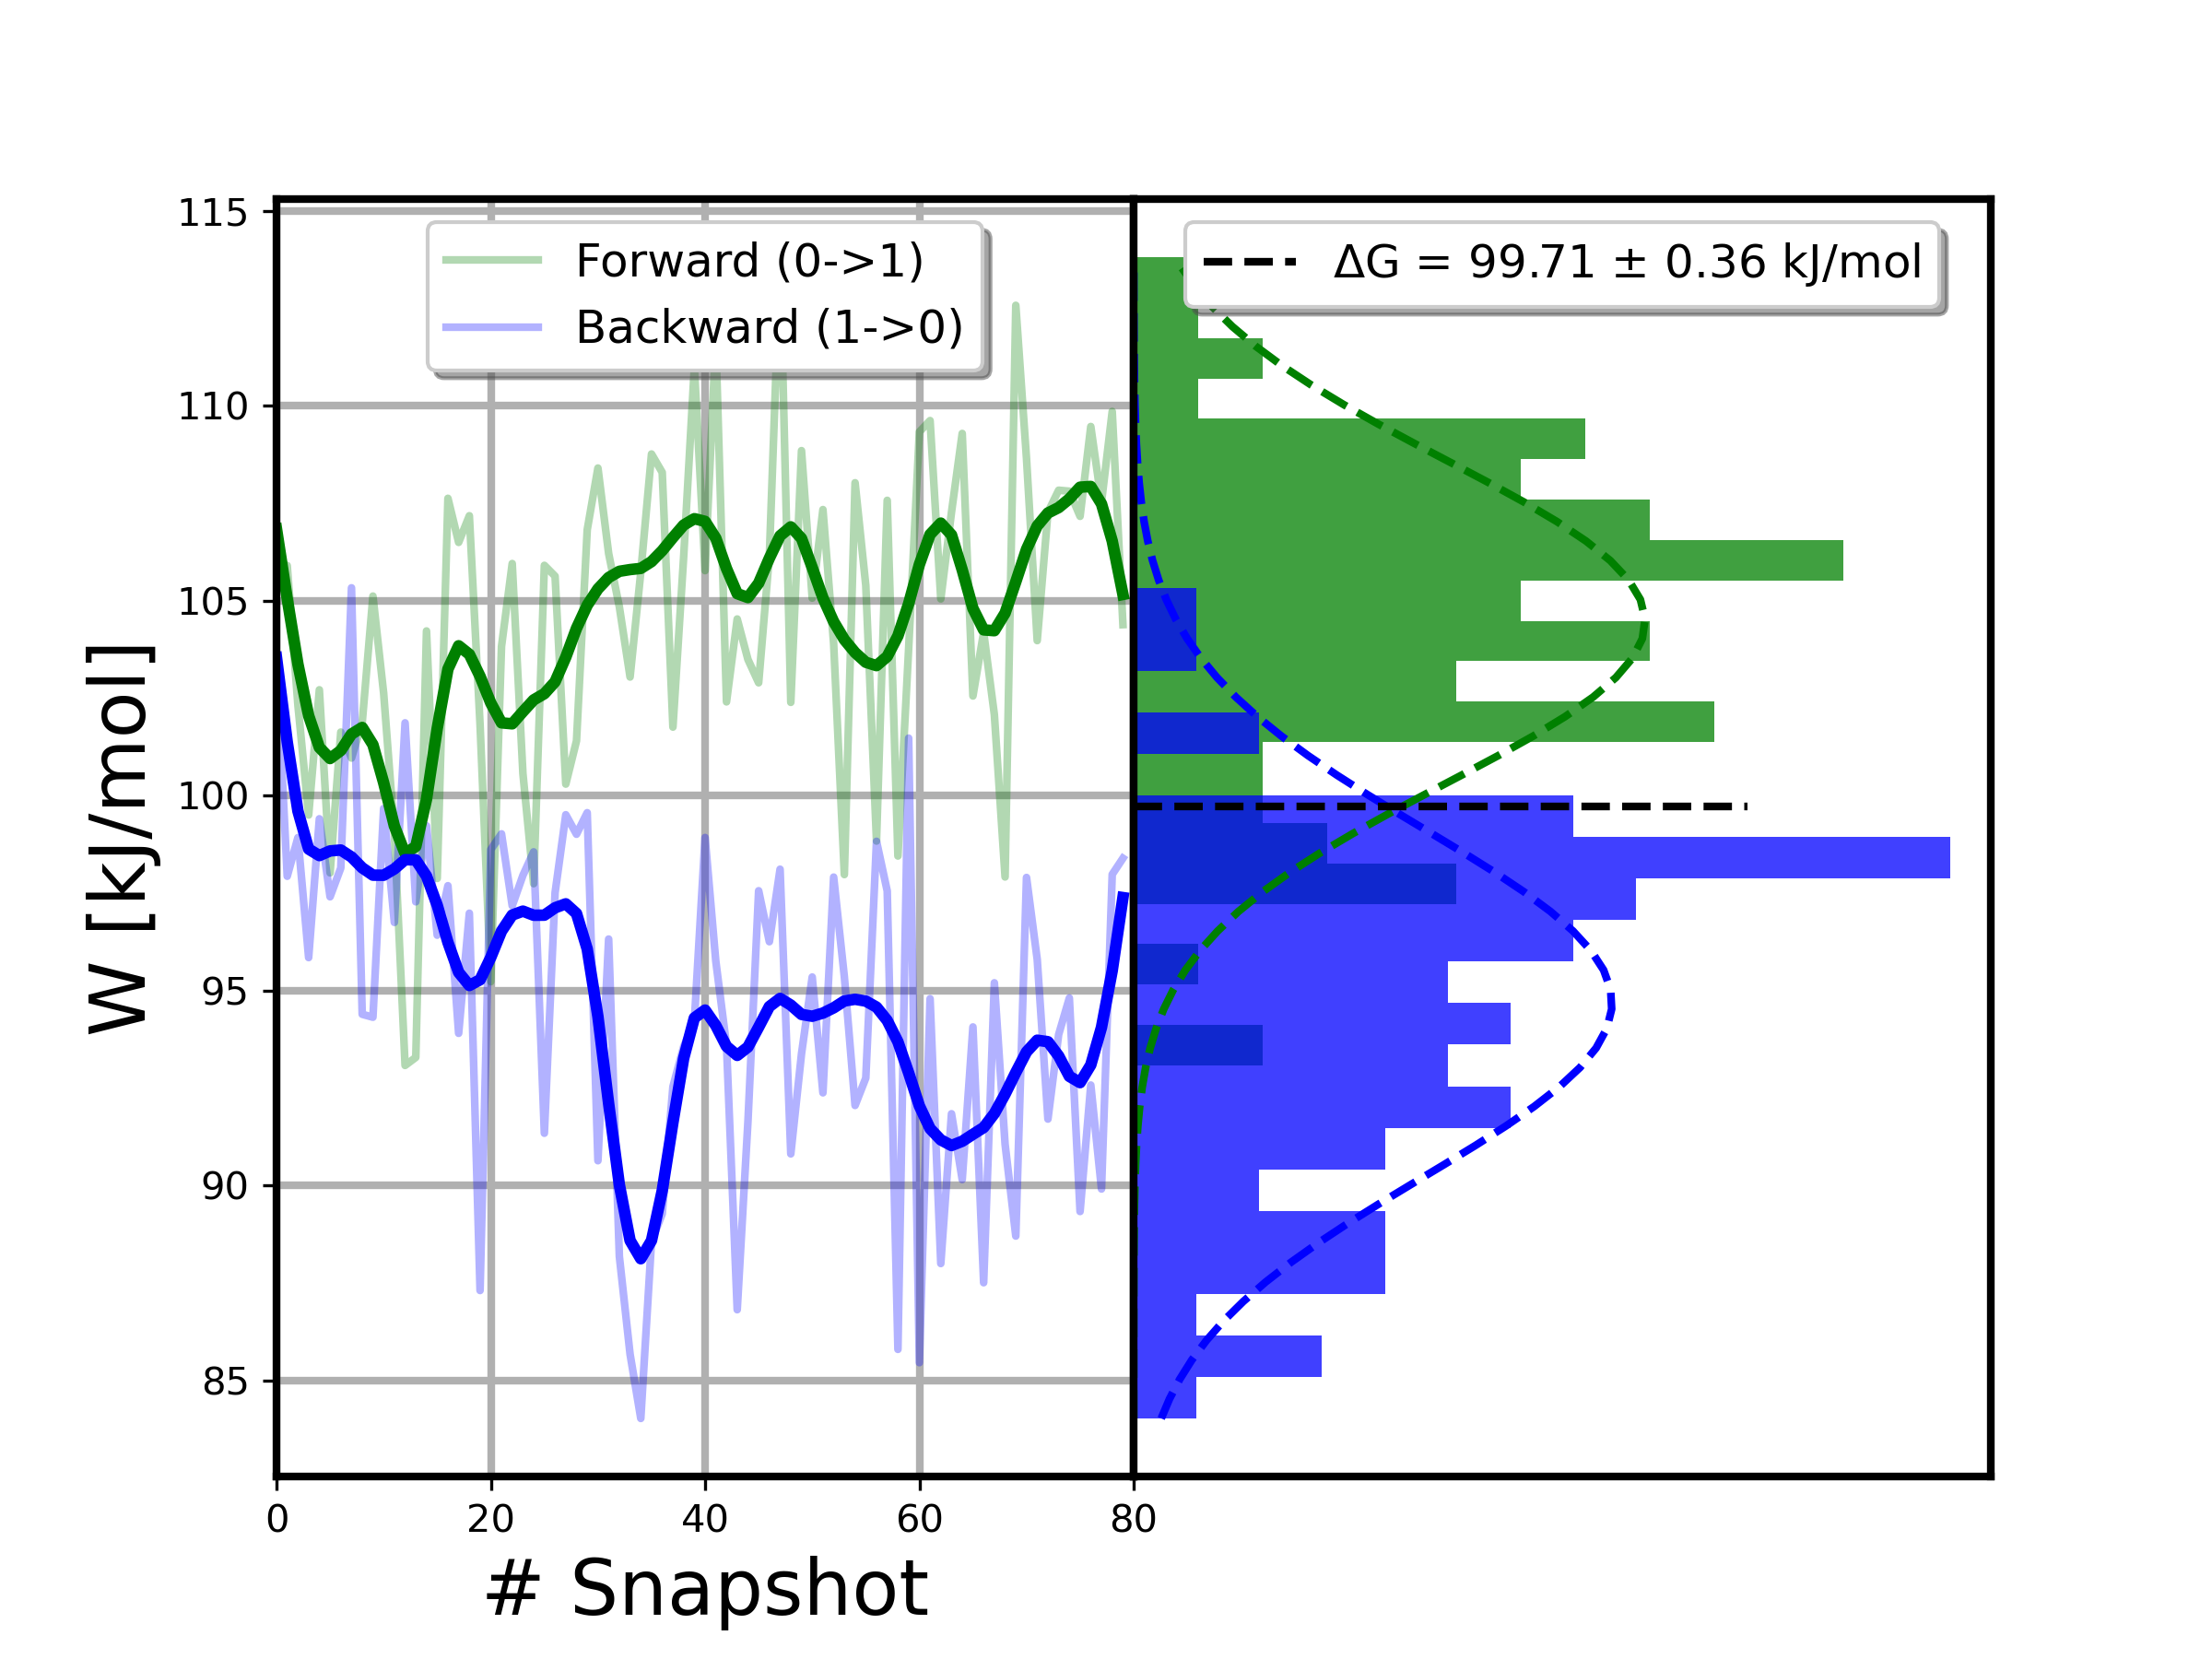 Forward (0->1)
Backward (1->0)
ΔG = 99.71 ± 0.36 kJ/mol
W [kJ/mol]
115
110
105
100
95
90
85
0 20 40 60 80
# Snapshot